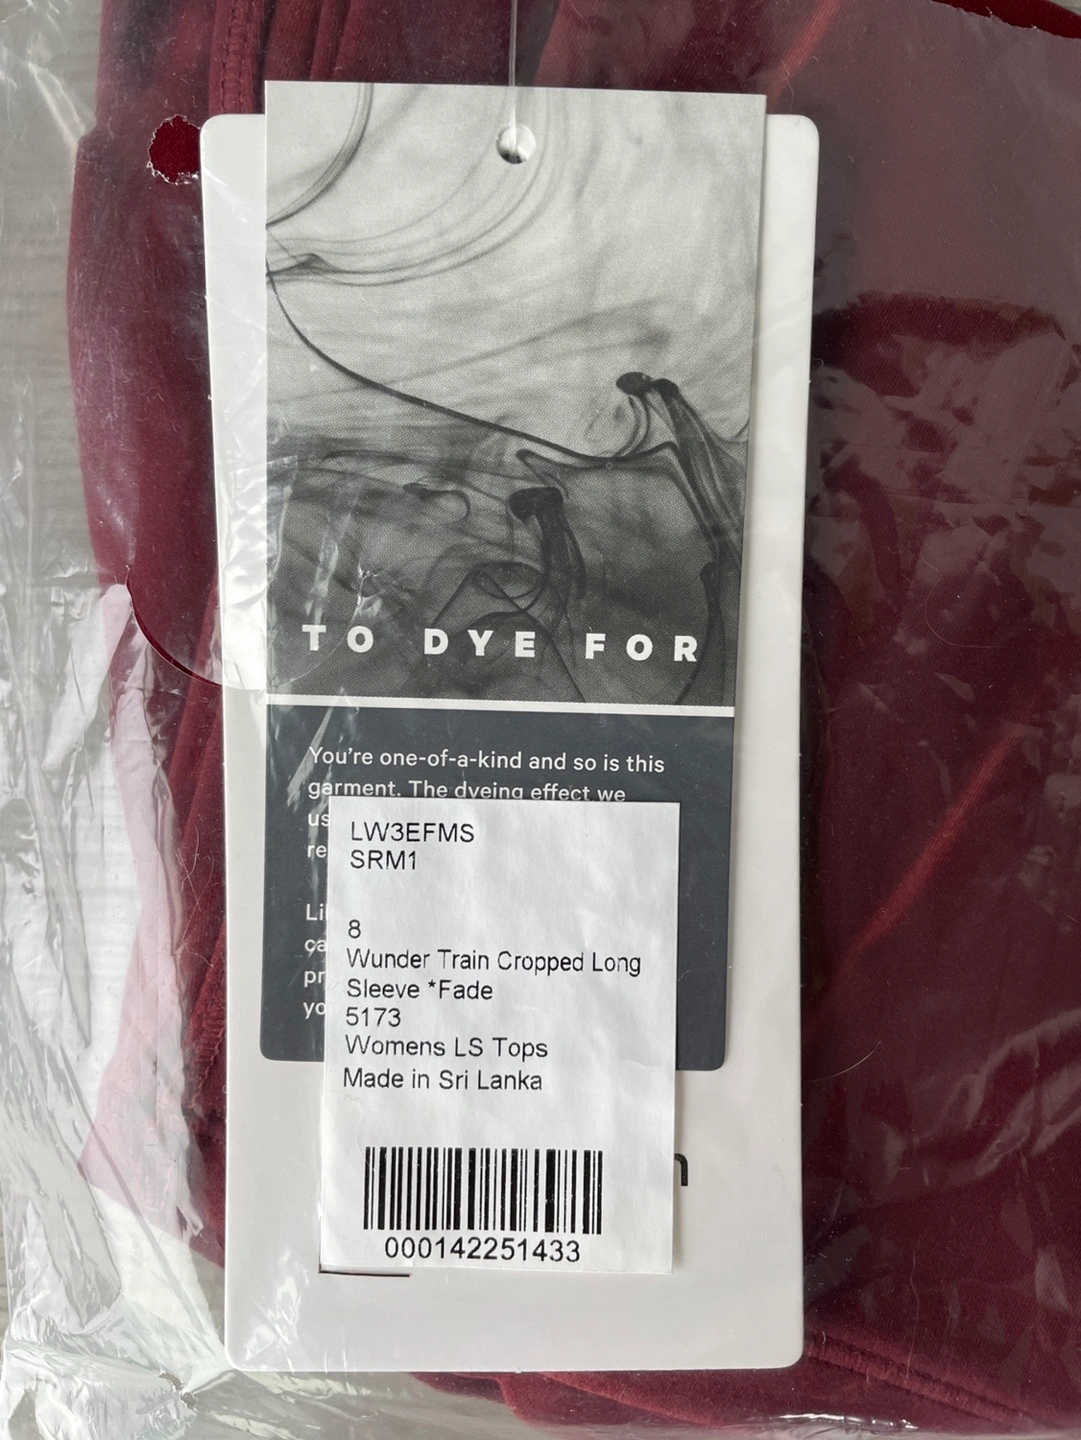 TO DYE FOR
You're one-of-a-kind and so is this
garment. The dyeing effect we
LW3EFMS
SRM1
8
Wunder Train Cropped Long
Sleeve *Fade
5173
Womens LS Tops
Made in Sri Lanka
000142251433